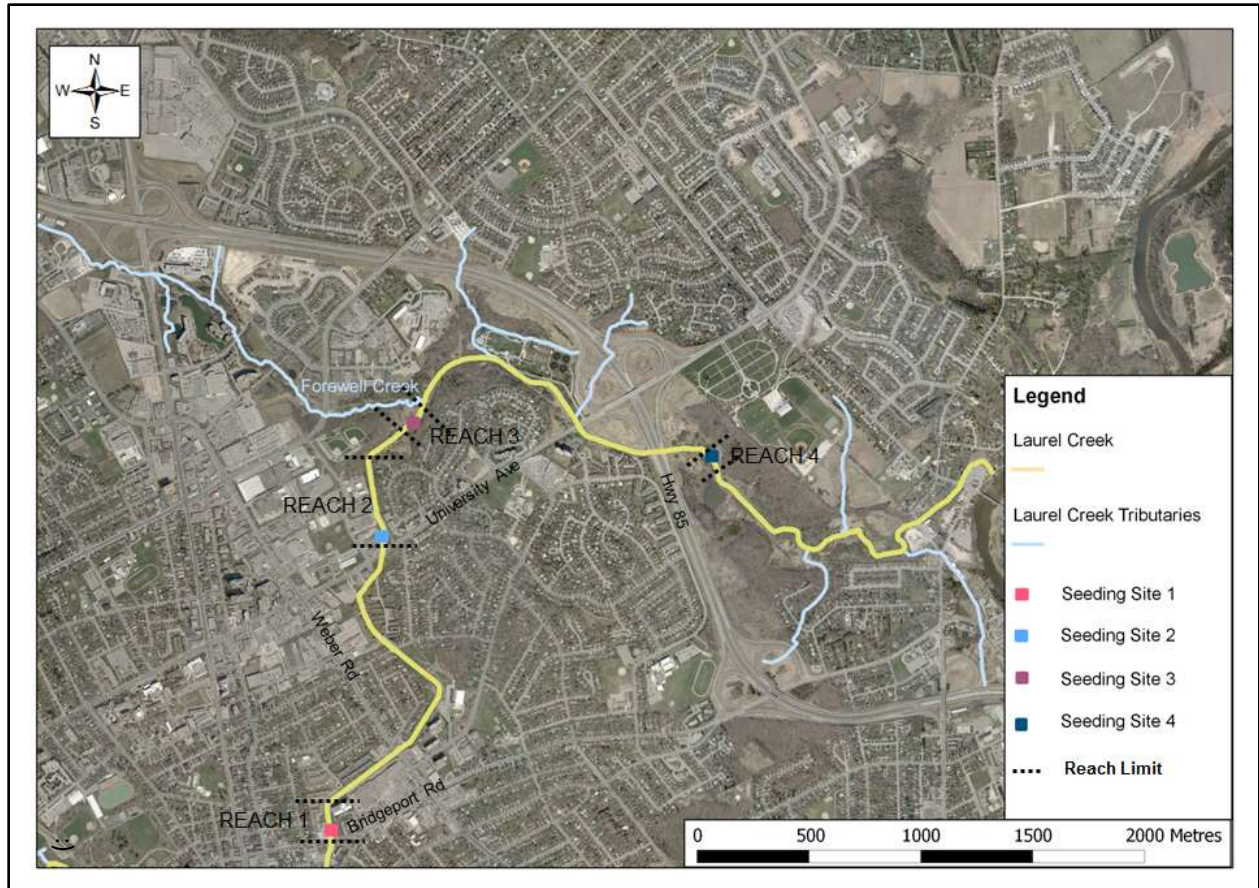 N
W E
S
Forewell Creek
REACH 3
REACH 4
REACH 2
University Ave
Hwy 85
Weber Rd
REACH 1
Bridgeport Rd
Legend
Laurel Creek
Laurel Creek Tributaries
Seeding Site 1
Seeding Site 2
Seeding Site 3
Seeding Site 4
Reach Limit
0 500 1000 1500 2000 Metres